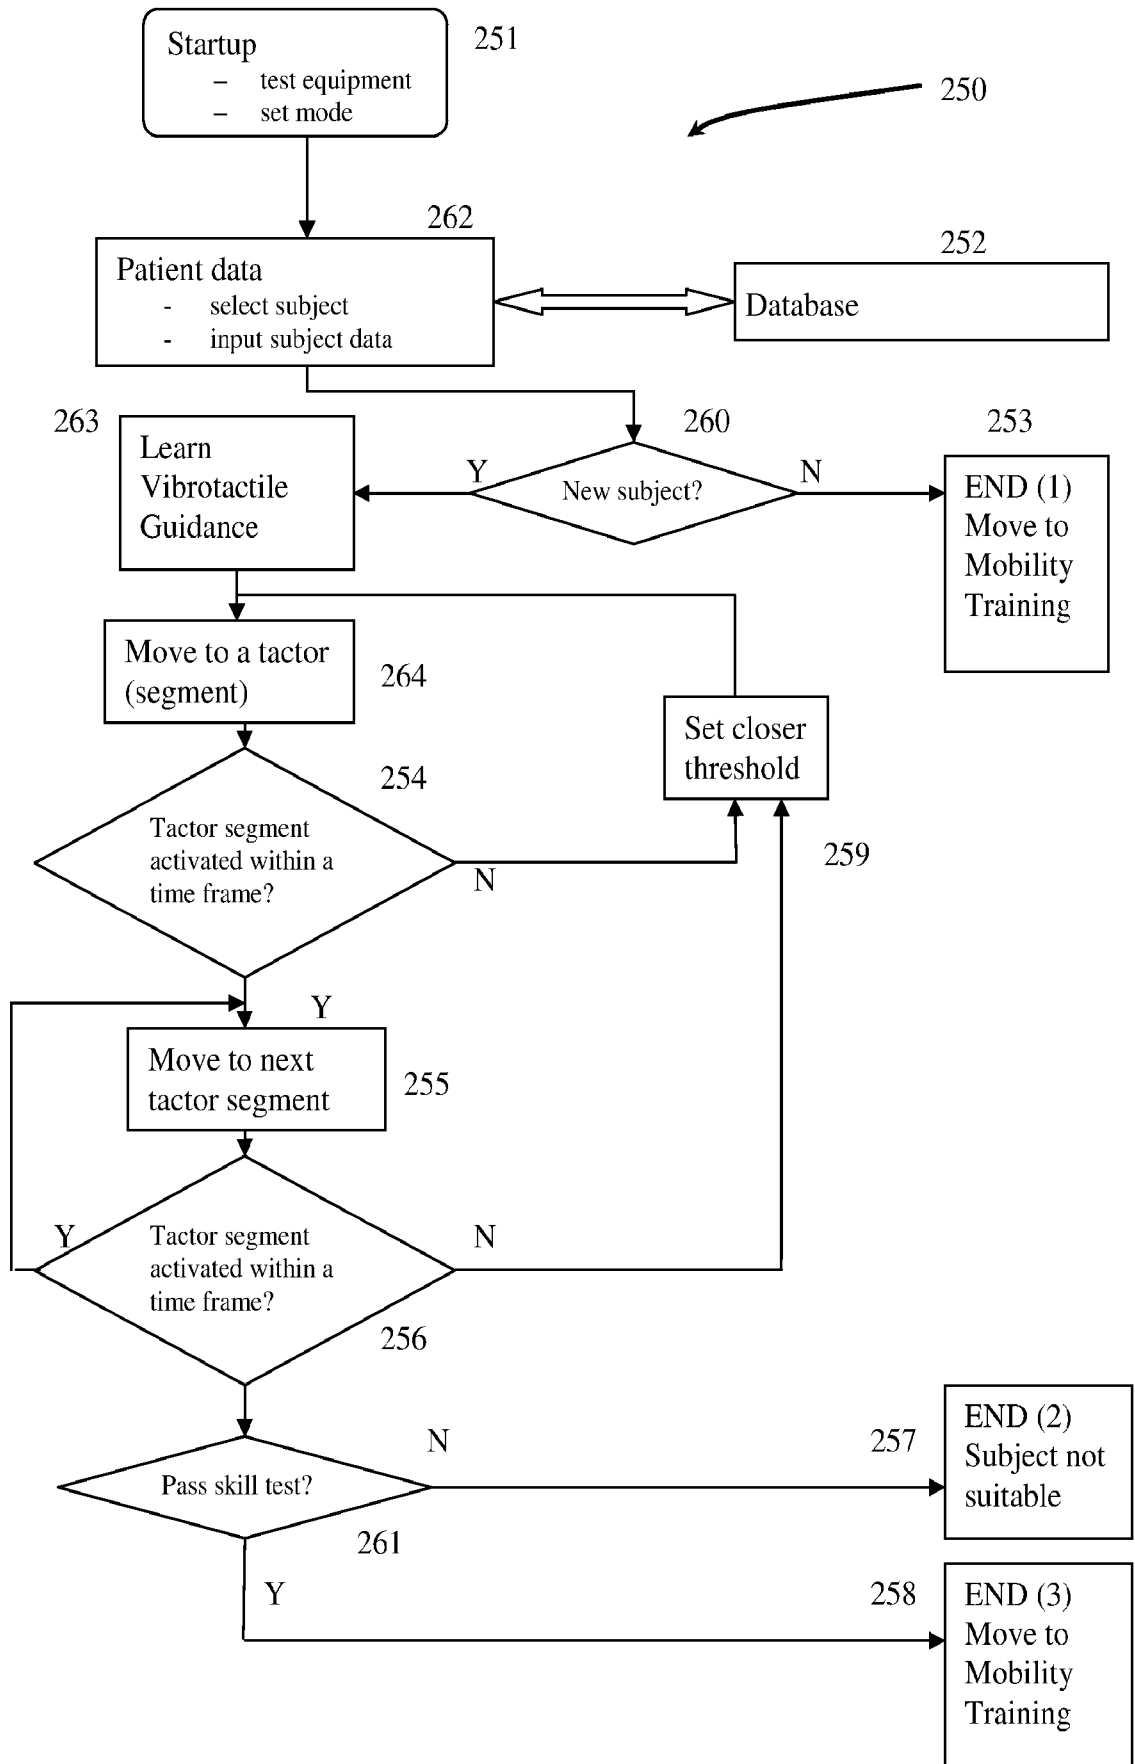 Startup
– test equipment
– set mode
251
250
262
Patient data
- select subject
- input subject data
252
Database
263
Learn
Vibrotactile
Guidance
260
Y
New subject?
N
253
END (1)
Move to
Mobility
Training
Move to a tactor
(segment)
264
Set closer
threshold
259
254
Tactor segment
activated within a
time frame?
N
Y
Move to next
tactor segment
255
Y
Tactor segment
activated within a
time frame?
N
256
Pass skill test?
N
261
Y
257
END (2)
Subject not
suitable
258
END (3)
Move to
Mobility
Training